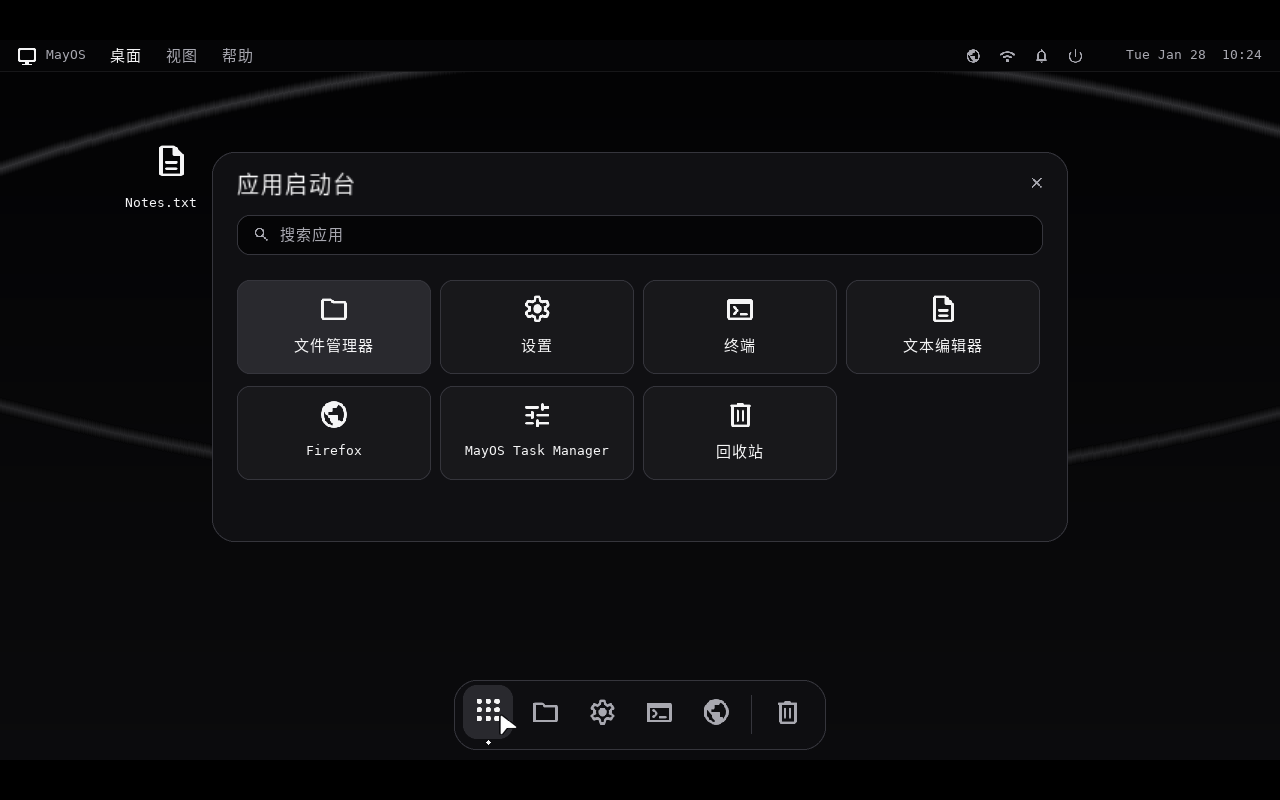 MayOS 桌面 视图 帮助 Tue Jan 28 10:24
Notes.txt
应用启动台
搜索应用
文件管理器 设置 终端 文本编辑器
Firefox MayOS Task Manager 回收站